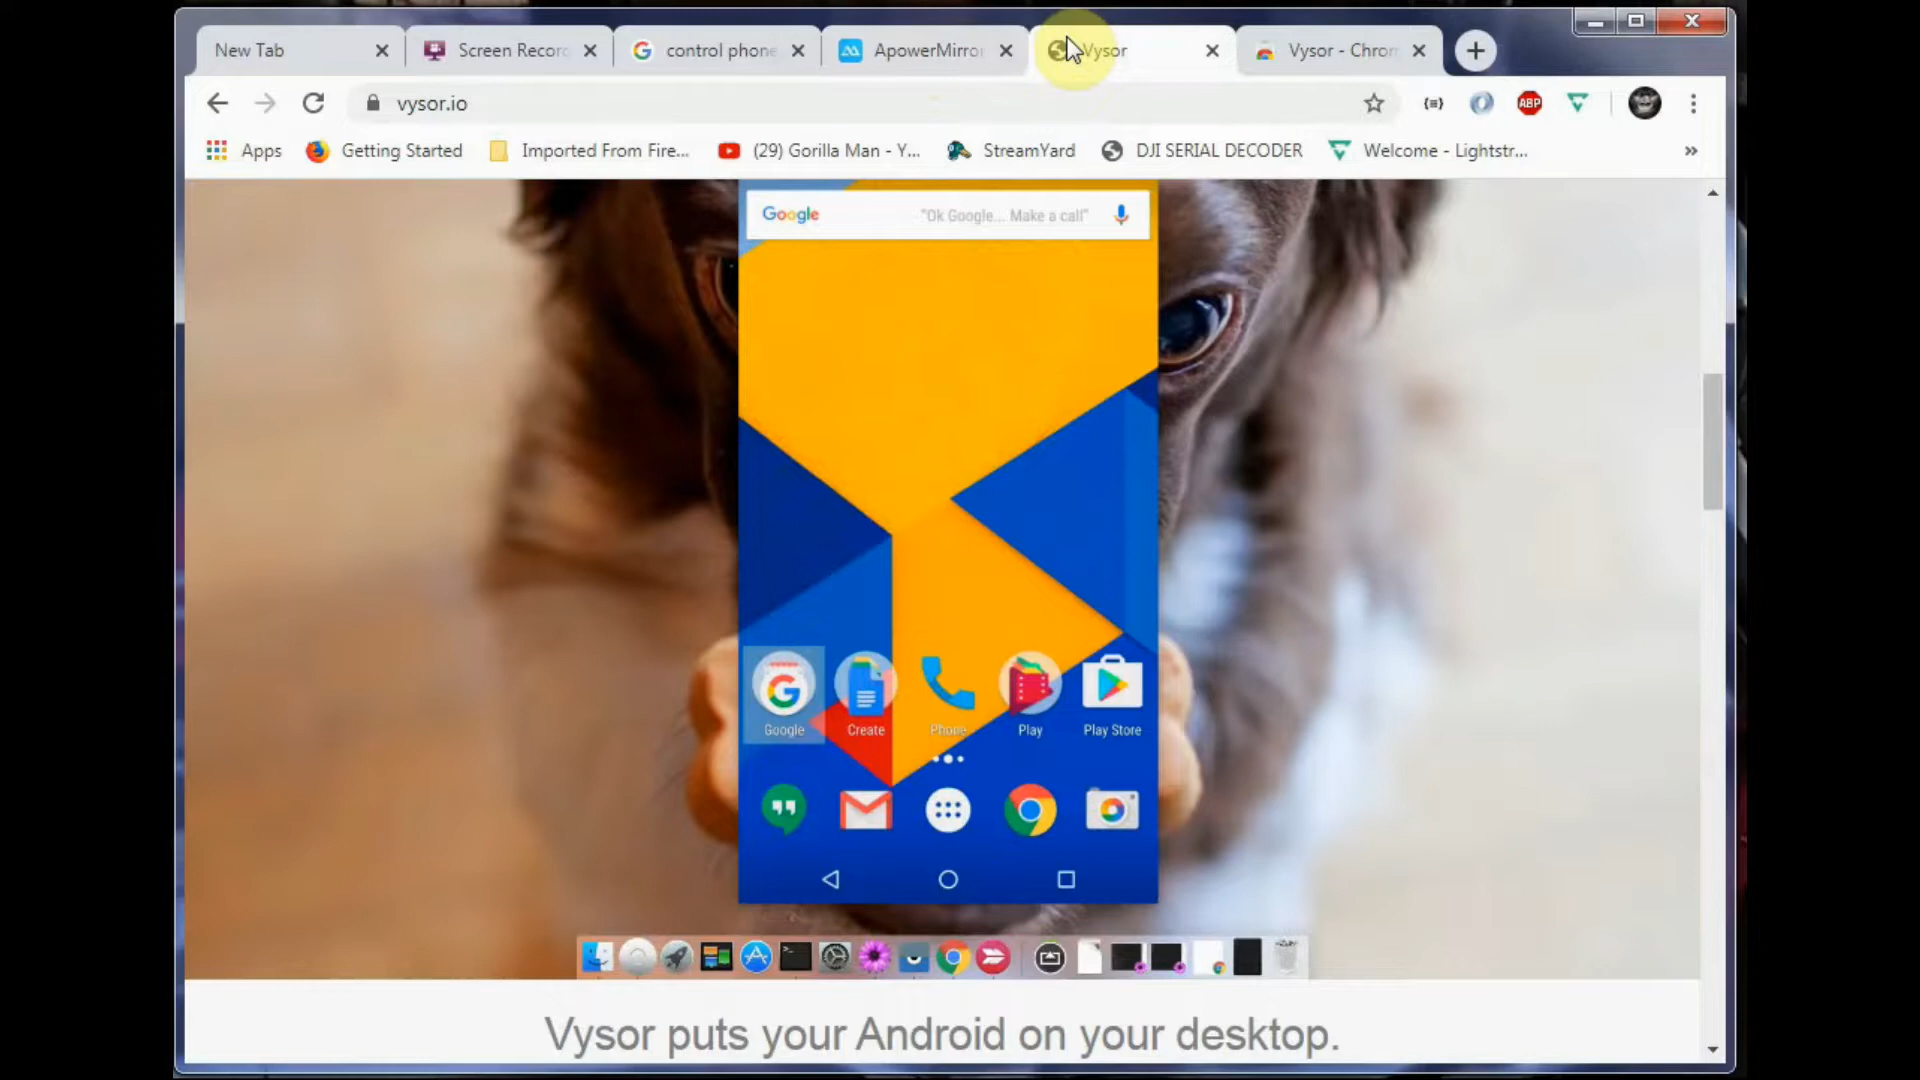 New Tab
Screen Recor
control phone
ApowerMirro
Vysor
Vysor - Chrom
vysor.io
ABP
Apps
Getting Started
Imported From Fire...
(29) Gorilla Man - Y...
StreamYard
DJI SERIAL DECODER
Welcome - Lightstr...
»
Google
"Ok Google... Make a call"
Google
Create
Phone
Play
Play Store
Vysor puts your Android on your desktop.